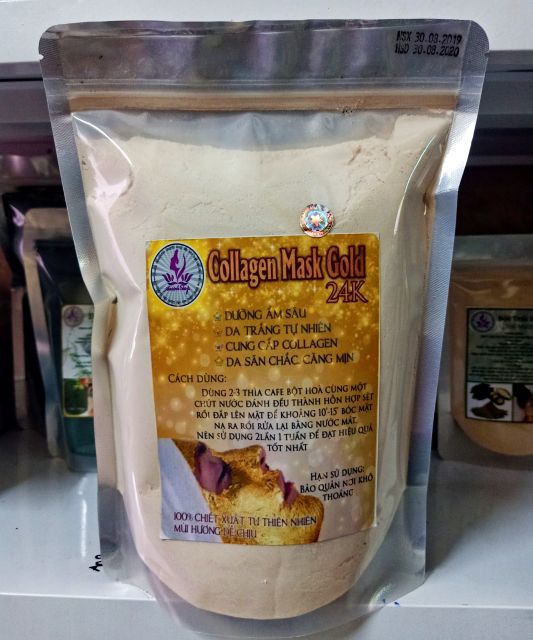 NSX 30.08.2019
HSD 30.08.2020
Collagen Mask Gold
24K
DƯỠNG ẨM SÂU
DA TRẮNG TỰ NHIÊN
CUNG CẤP COLLAGEN
DA SĂN CHẮC, CĂNG MỊN
CÁCH DÙNG:
DÙNG 2-3 THÌA CAFE BỘT HOÀ CÙNG MỘT
CHÚT NƯỚC ĐÁNH ĐỀU THÀNH HỖN HỢP SỆT
RỒI ĐẮP LÊN MẶT ĐỂ KHOẢNG 10'-15' BÓC MẶT
NẠ RA RỒI RỬA LẠI BẰNG NƯỚC MÁT.
NÊN SỬ DỤNG 2LẦN 1 TUẦN ĐỂ ĐẠT HIỆU QUẢ
TỐT NHẤT
HẠN SỬ DỤNG:
BẢO QUẢN NƠI KHÔ
THOÁNG
100% CHIẾT XUẤT TỪ THIÊN NHIÊN
MÙI HƯƠNG DỄ CHỊU